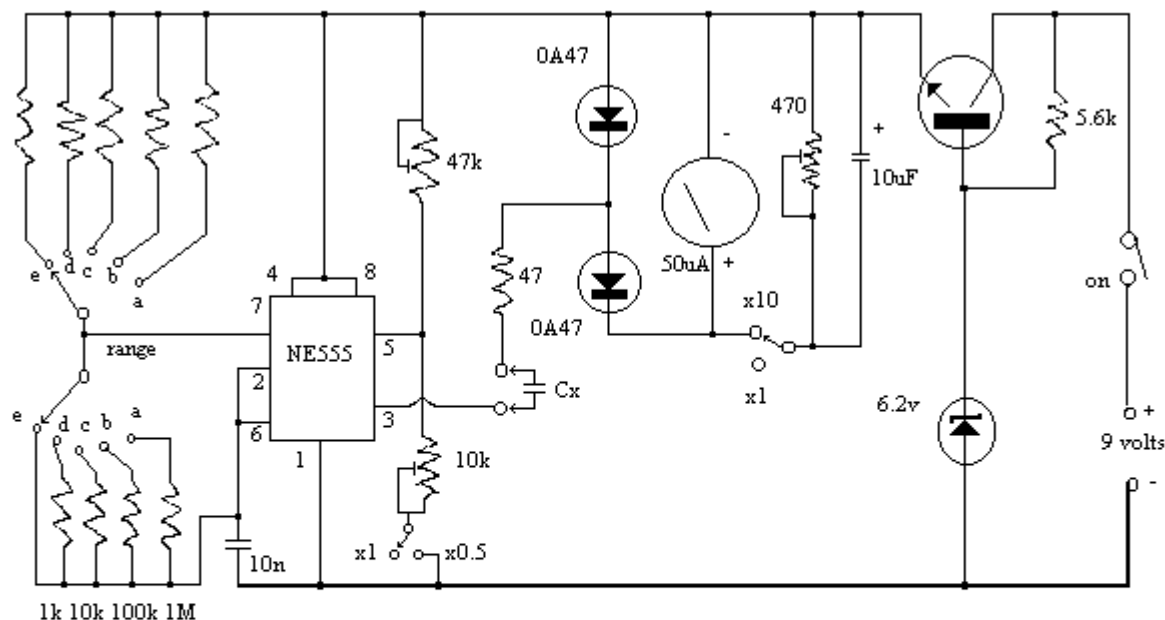 0A47
470
+
5.6k
47k
10uF
-
50uA
+
e
d
c
b
a
4
8
7
47
on
x10
range
NE555
5
0A47
x1
2
Cx
6.2v
+
9 volts
-
e
d
c
b
a
6
3
1
10k
x1
x0.5
10n
1k 10k 100k 1M